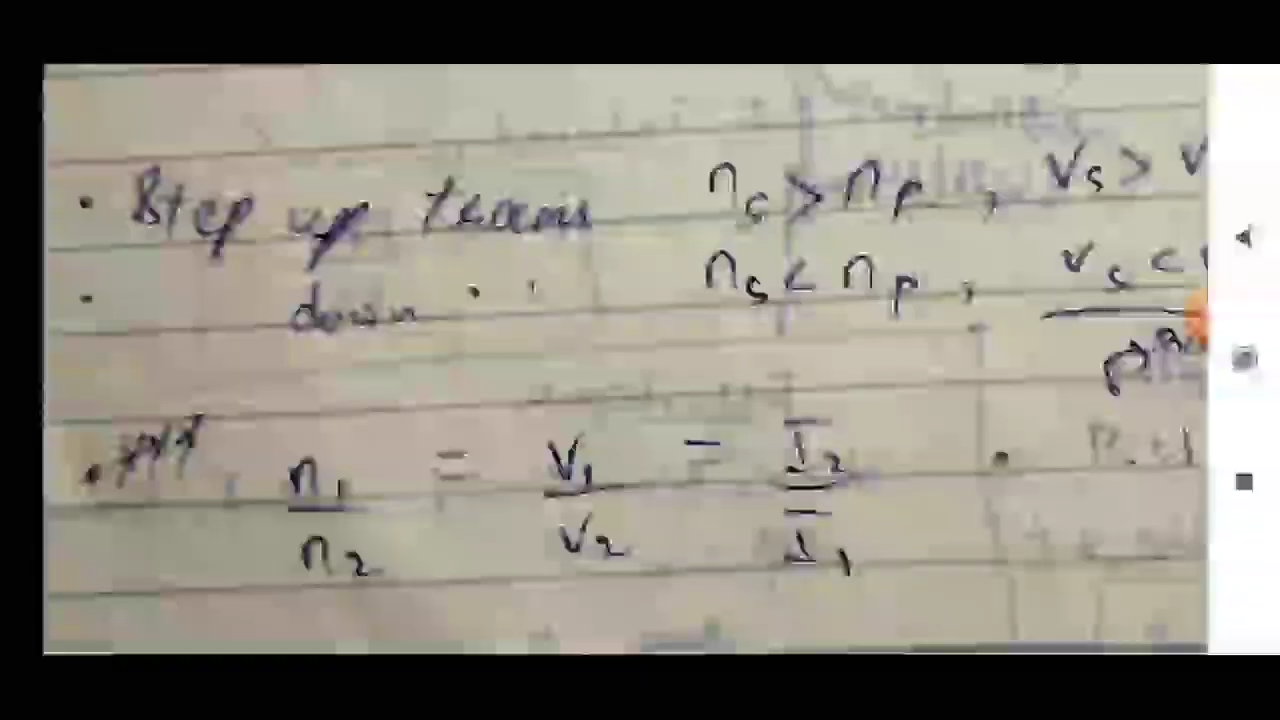 • Step up trans ns > np , vs > v
• down " ns < np , vs <
n1/n2 = V1/V2 = I2/I1 •